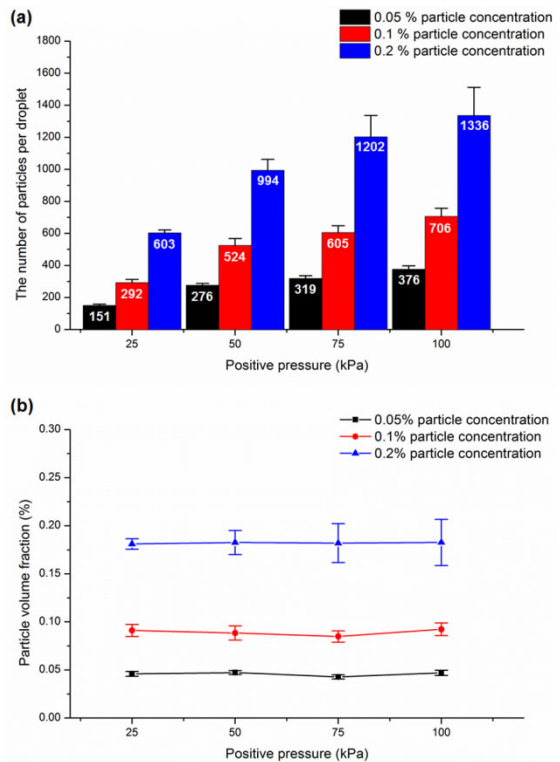 (a)
0.05 % particle concentration
0.1 % particle concentration
0.2 % particle concentration
The number of particles per droplet
1800
1600
1400
1200
1000
800
600
400
200
0
151
292
603
276
524
994
319
605
1202
376
706
1336
25 50 75 100
Positive pressure (kPa)
(b)
0.05% particle concentration
0.1% particle concentration
0.2% particle concentration
Particle volume fraction (%)
0.30
0.25
0.20
0.15
0.10
0.05
0.00
25 50 75 100
Positive pressure (kPa)